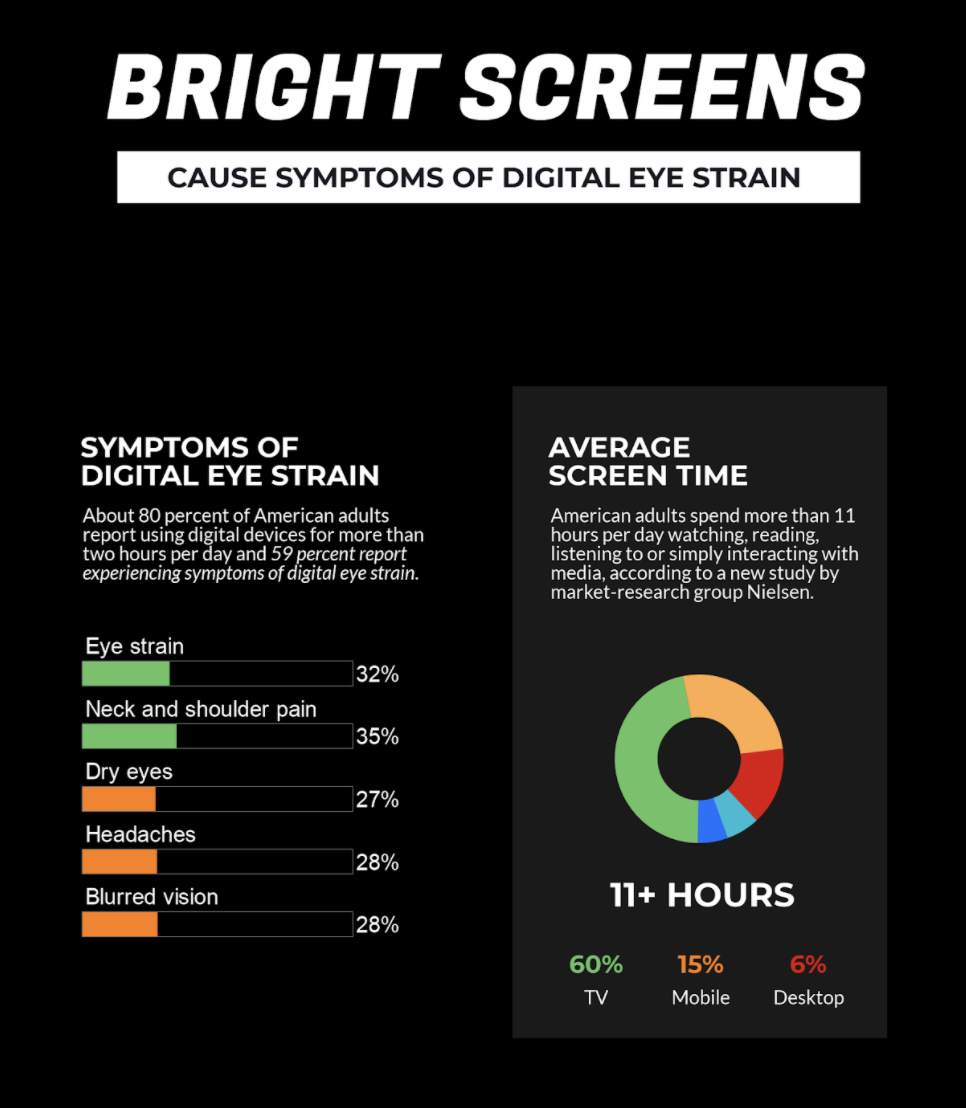 BRIGHT SCREENS
CAUSE SYMPTOMS OF DIGITAL EYE STRAIN
SYMPTOMS OF
DIGITAL EYE STRAIN
About 80 percent of American adults
report using digital devices for more than
two hours per day and 59 percent report
experiencing symptoms of digital eye strain.
Eye strain
32%
Neck and shoulder pain
35%
Dry eyes
27%
Headaches
28%
Blurred vision
28%
AVERAGE
SCREEN TIME
American adults spend more than 11
hours per day watching, reading,
listening to or simply interacting with
media, according to a new study by
market-research group Nielsen.
11+ HOURS
60% 15% 6%
TV Mobile Desktop